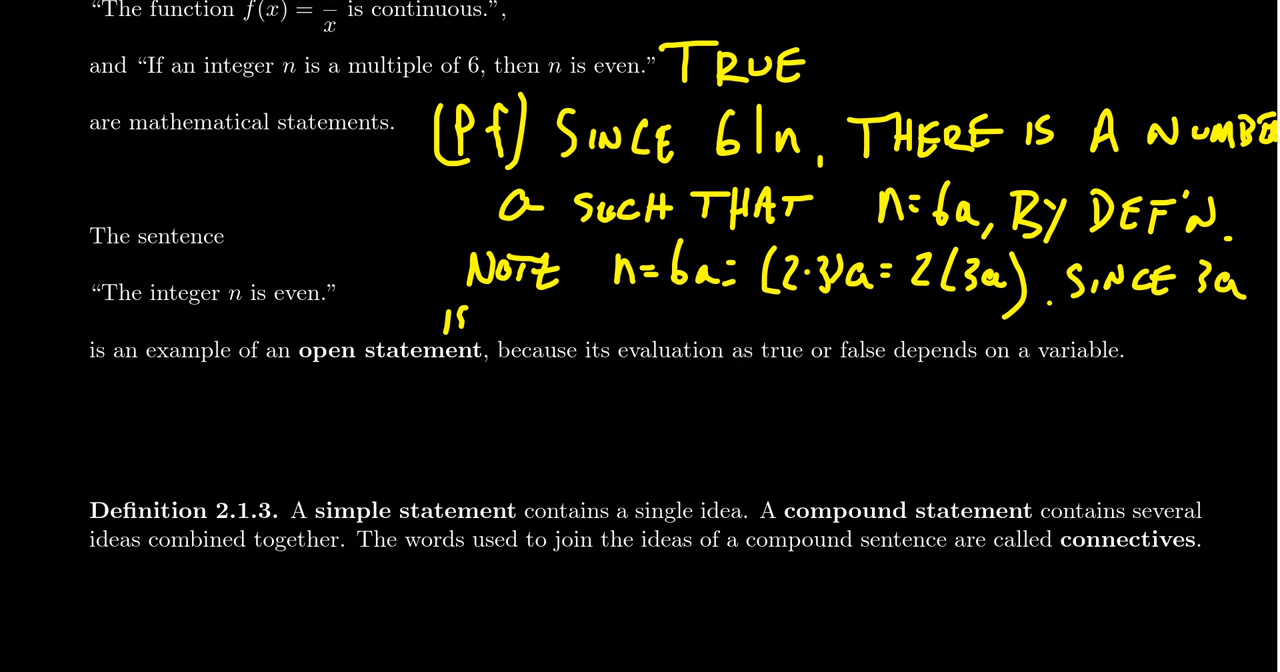 “The function f(x) = 1/x is continuous.”,
and “If an integer n is a multiple of 6, then n is even.” TRUE
are mathematical statements. (Pf) SINCE 6|n, THERE IS A NUMBE
a SUCH THAT n=6a, BY DEF'N.
The sentence
NOTE n=6a=(2·3)a=2(3a). SINCE 3a
“The integer n is even.”
IS
is an example of an open statement, because its evaluation as true or false depends on a variable.
Definition 2.1.3. A simple statement contains a single idea. A compound statement contains several
ideas combined together. The words used to join the ideas of a compound sentence are called connectives.